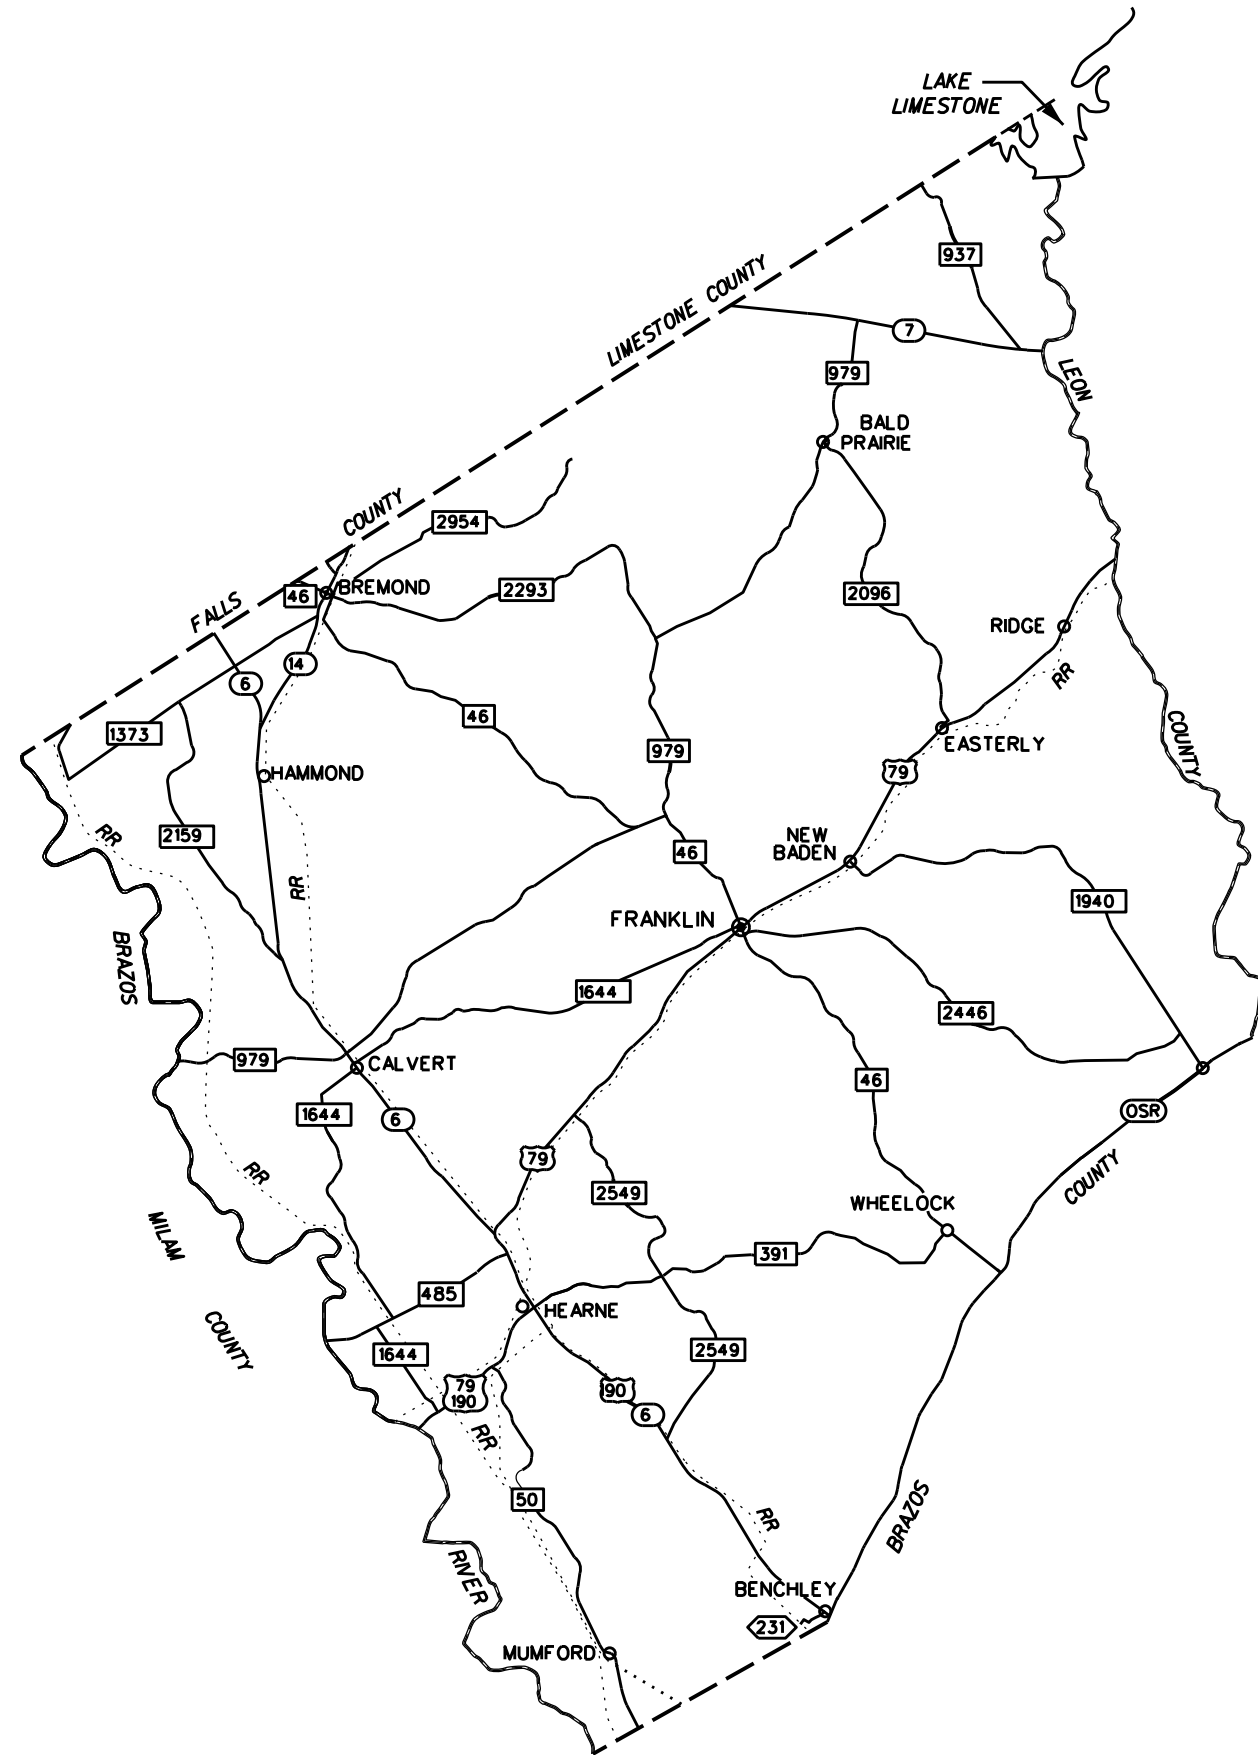 LAKE
LIMESTONE
937
LIMESTONE COUNTY
7
979
LEON
BALD
PRAIRIE
COUNTY
2954
46
BREMOND
2293
2096
FALLS
RIDGE
14
RR
6
46
1373
979
EASTERLY
COUNTY
HAMMOND
79
RR
2159
NEW
BADEN
46
RR
1940
FRANKLIN
BRAZOS
1644
2446
979
CALVERT
46
1644
6
OSR
79
RR
COUNTY
2549
WHEELOCK
MILAM
391
485
HEARNE
COUNTY
1644
2549
79
190
90
6
RR
50
RR
BRAZOS
RIVER
BENCHLEY
231
MUMFORD